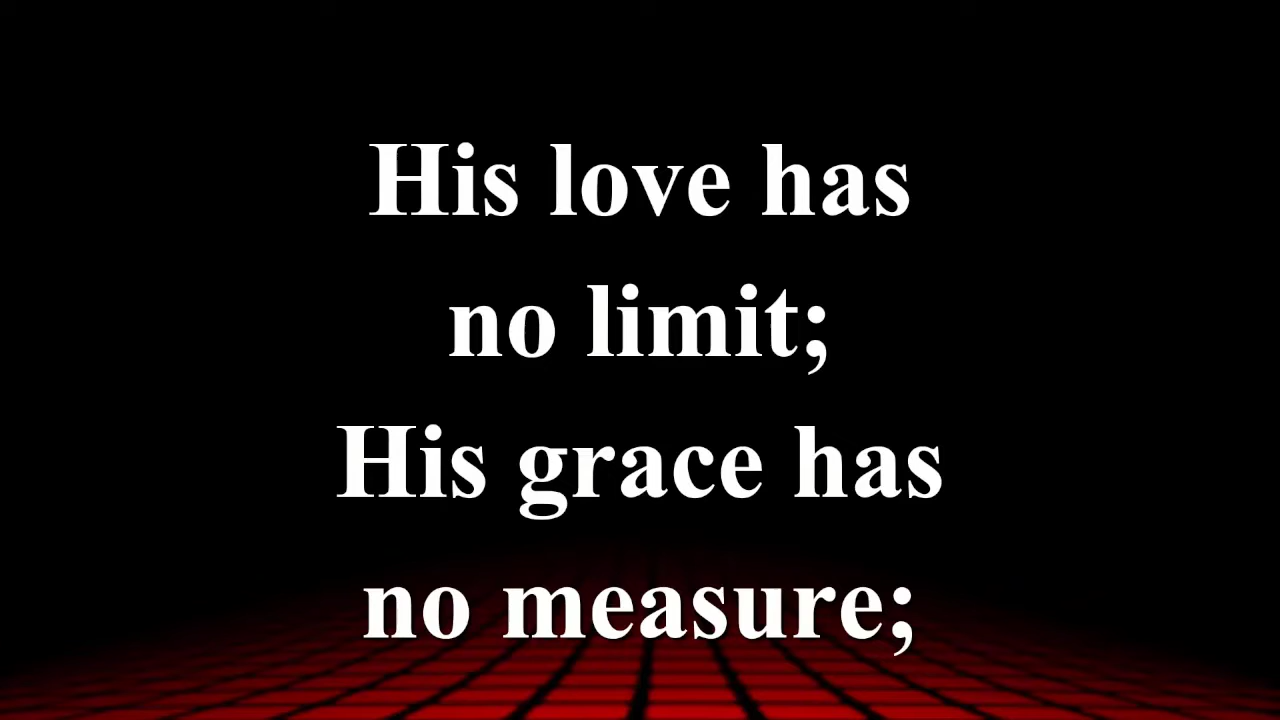 His love has
no limit;
His grace has
no measure;